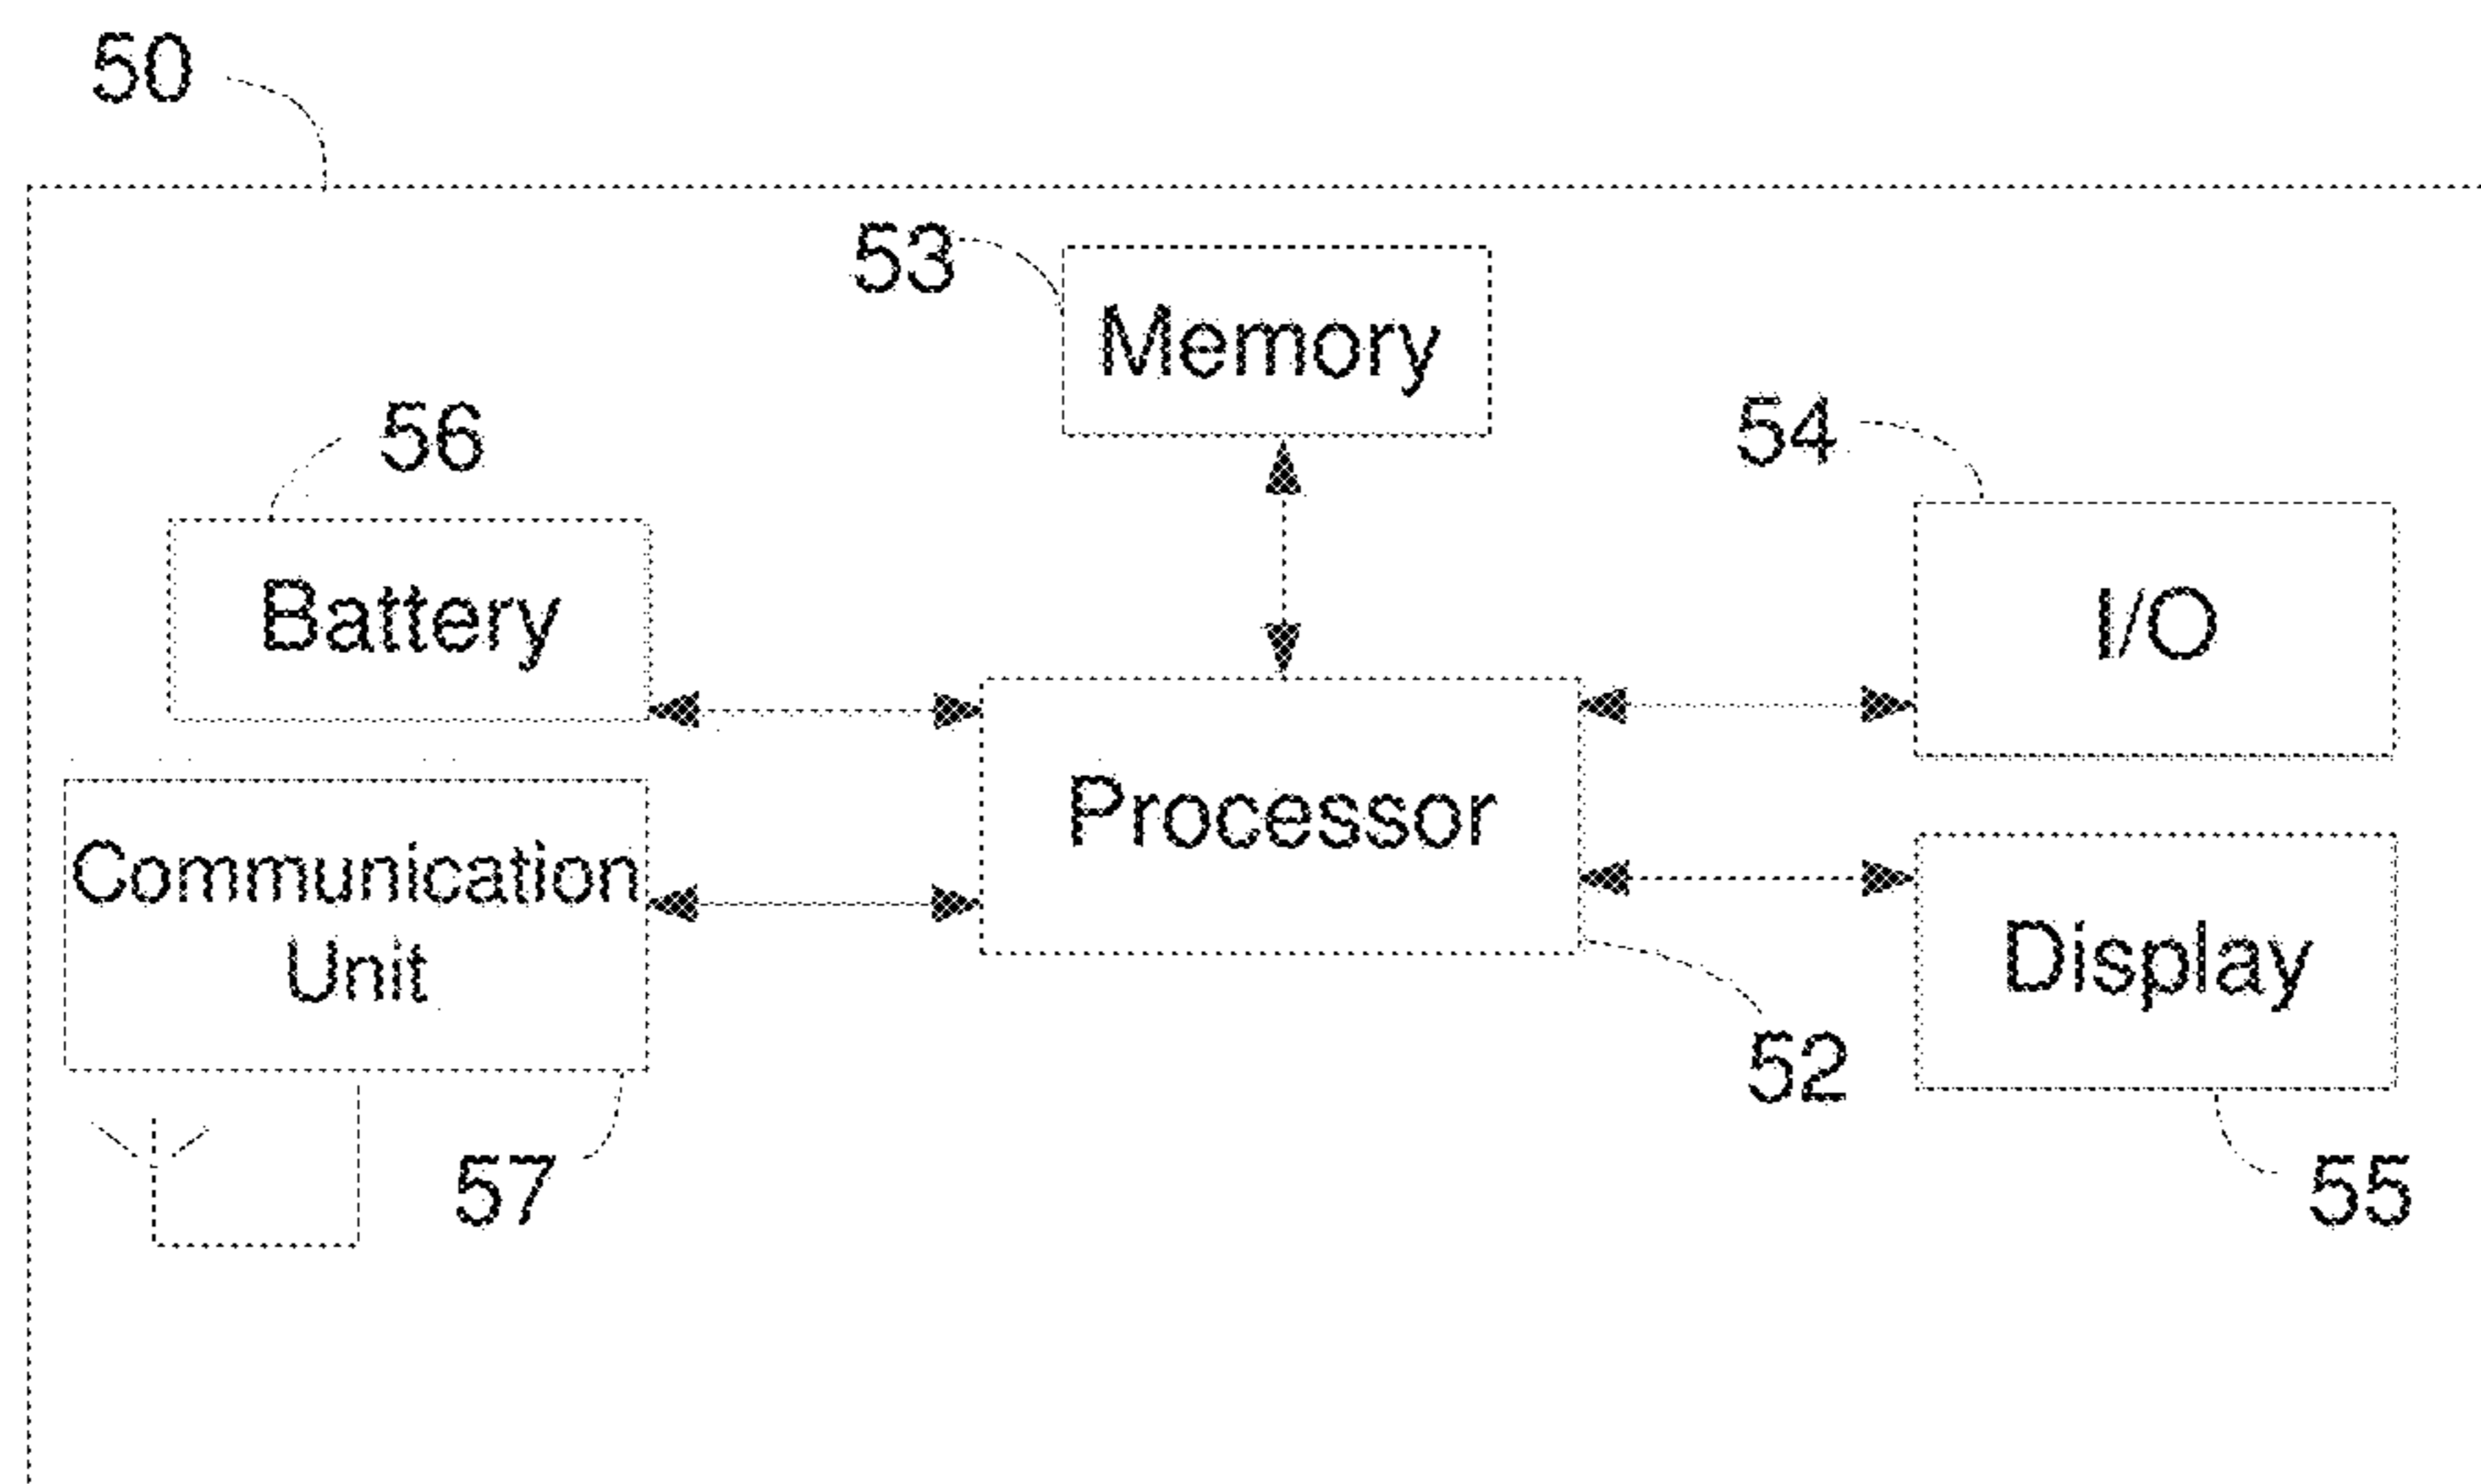 50
53
Memory
56
54
Battery
I/O
Processor
Communication
Unit
Display
52
57
55